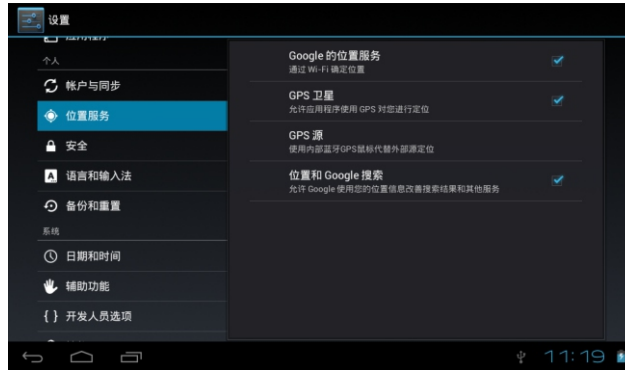 设置
应用程序
个人
帐户与同步
位置服务
安全
A
语言和输入法
备份和重置
系统
日期和时间
辅助功能
{ } 开发人员选项
Google 的位置服务
通过 Wi-Fi 确定位置
GPS 卫星
允许应用程序使用 GPS 对您进行定位
GPS 源
使用内部蓝牙GPS鼠标代替外部源定位
位置和 Google 搜索
允许 Google 使用您的位置信息改善搜索结果和其他服务
11:19